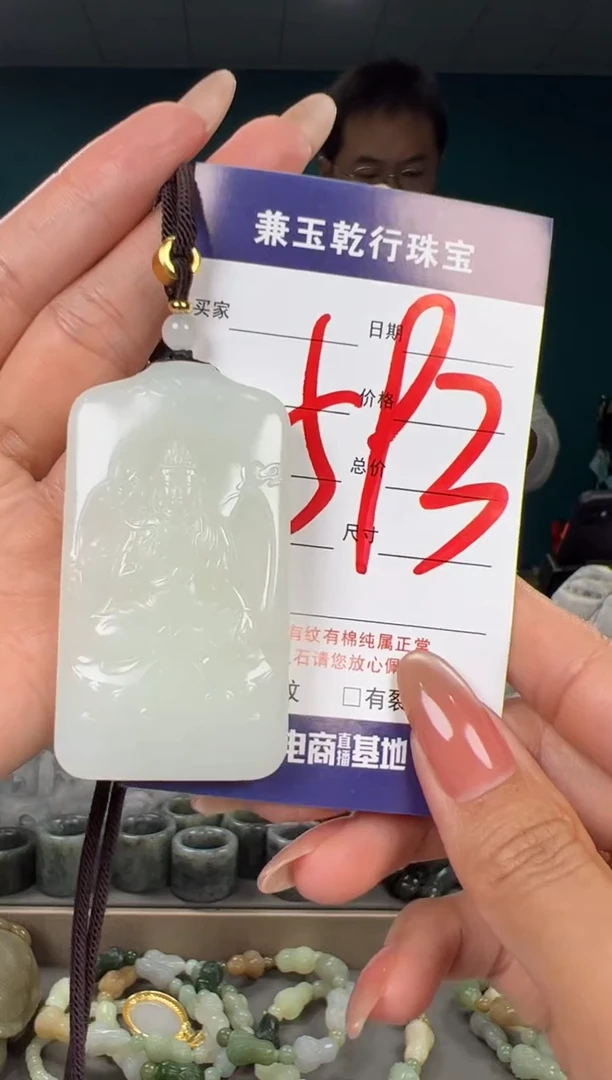 兼玉乾行珠宝
买家 日期
价格
总价
尺寸
593
有纹有棉纯属正常
石请您放心佩
纹 □有裂
电商直播基地